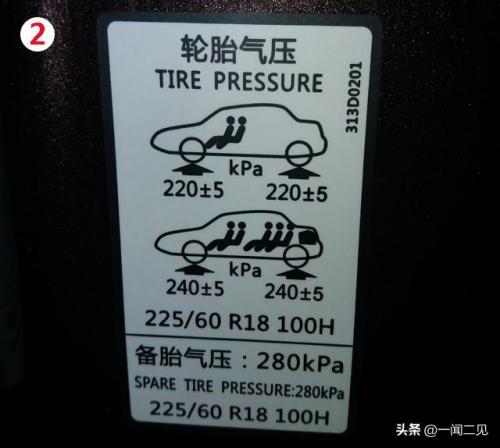 2
轮胎气压
TIRE PRESSURE
313D0201
kPa
220±5 220±5
kPa
240±5 240±5
225/60 R18 100H
备胎气压：280kPa
SPARE TIRE PRESSURE:280kPa
225/60 R18 100H
头条 @一闻二见